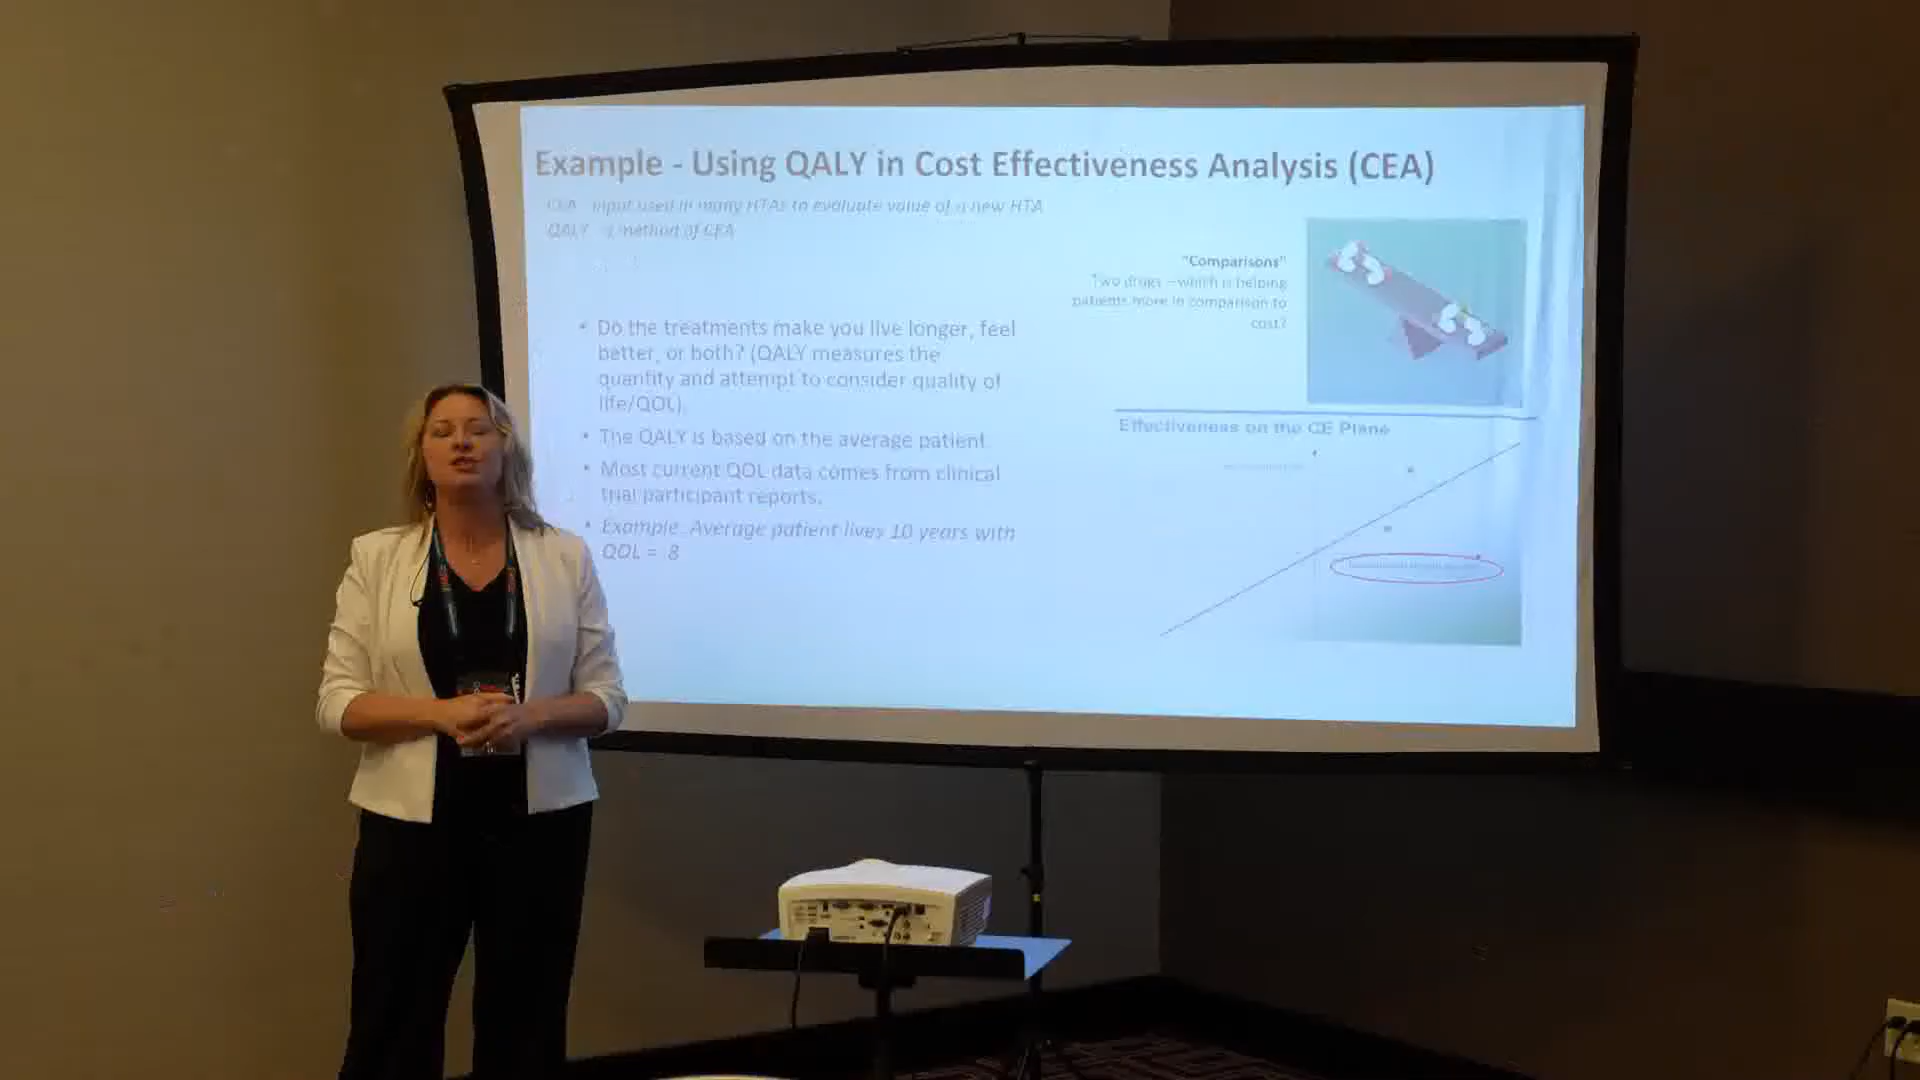 Example - Using QALY in Cost Effectiveness Analysis (CEA)
CEA input used in many HTAs to evaluate value of a new HTA
QALY a method of CEA
"Comparisons"
Two drugs – which is helping
patients more in comparison to
cost?
• Do the treatments make you live longer, feel
better, or both? (QALY measures the
quantity and attempt to consider quality of
life/QOL).
• The QALY is based on the average patient.
• Most current QOL data comes from clinical
trial participant reports.
• Example: Average patient lives 10 years with
QOL = .8
Effectiveness on the CE Plane